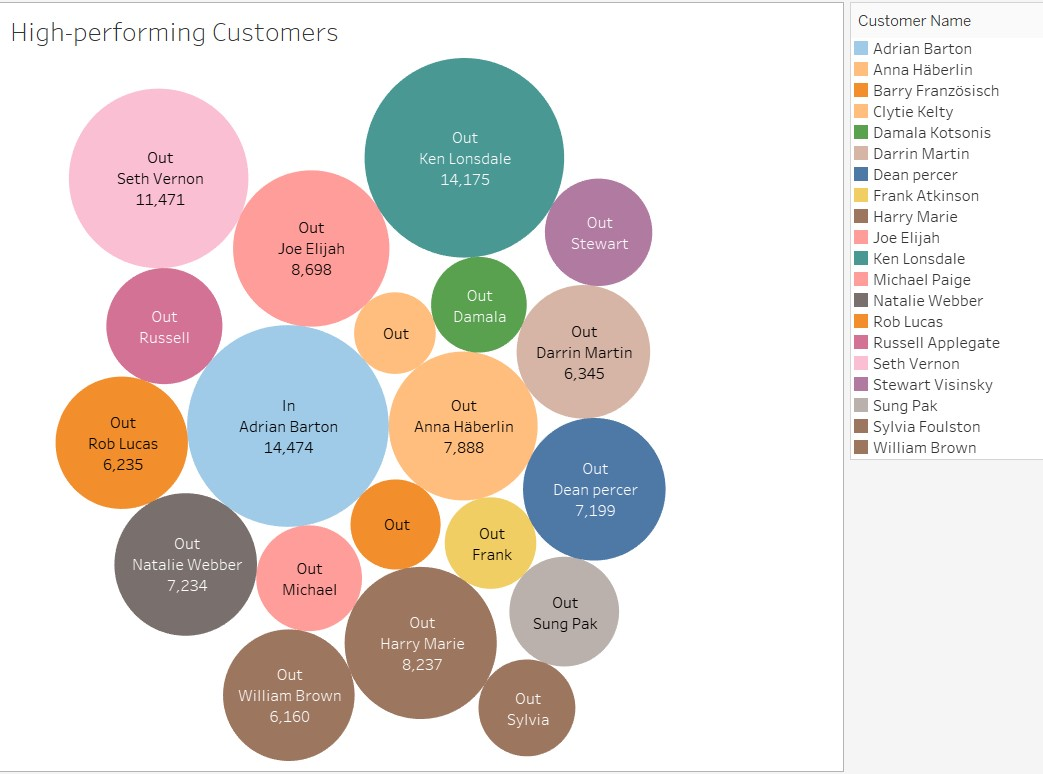 High-performing Customers
Out
Seth Vernon
11,471
Out
Ken Lonsdale
14,175
Out
Joe Elijah
8,698
Out
Stewart
Out
Russell
Out
Damala
Out
Out
Darrin Martin
6,345
In
Adrian Barton
14,474
Out
Anna Häberlin
7,888
Out
Rob Lucas
6,235
Out
Dean percer
7,199
Out
Out
Frank
Out
Natalie Webber
7,234
Out
Michael
Out
Sung Pak
Out
Harry Marie
8,237
Out
William Brown
6,160
Out
Sylvia
Customer Name
Adrian Barton
Anna Häberlin
Barry Französisch
Clytie Kelty
Damala Kotsonis
Darrin Martin
Dean percer
Frank Atkinson
Harry Marie
Joe Elijah
Ken Lonsdale
Michael Paige
Natalie Webber
Rob Lucas
Russell Applegate
Seth Vernon
Stewart Visinsky
Sung Pak
Sylvia Foulston
William Brown